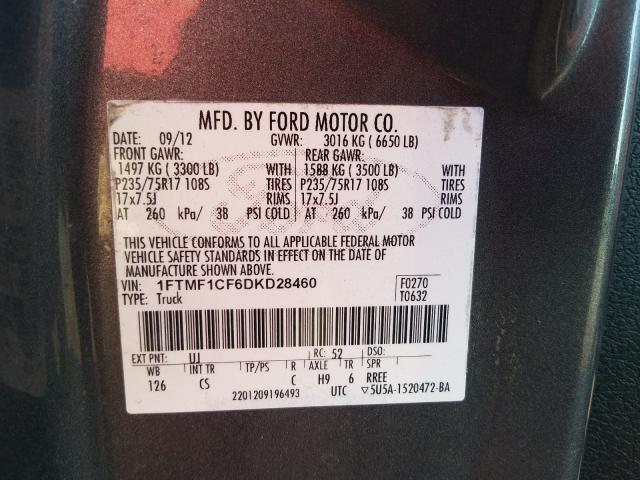 MFD. BY FORD MOTOR CO.
DATE: 09/12 GVWR: 3016 KG ( 6650 LB)
FRONT GAWR: REAR GAWR:
1497 KG ( 3300 LB) WITH 1588 KG ( 3500 LB) WITH
P235/75R17 108S TIRES P235/75R17 108S TIRES
17x7.5J RIMS 17x7.5J RIMS
AT 260 kPa/ 38 PSI COLD AT 260 kPa/ 38 PSI COLD
THIS VEHICLE CONFORMS TO ALL APPLICABLE FEDERAL MOTOR
VEHICLE SAFETY STANDARDS IN EFFECT ON THE DATE OF
MANUFACTURE SHOWN ABOVE.
VIN: 1FTMF1CF6DKD28460 F0270
TYPE: Truck T0632
EXT PNT: UJ RC: 52 DSO:
WB INT TR TP/PS R AXLE TR SPR
126 CS C H9 6 RREE
2201209196493 UTC ▽5U5A-1520472-BA